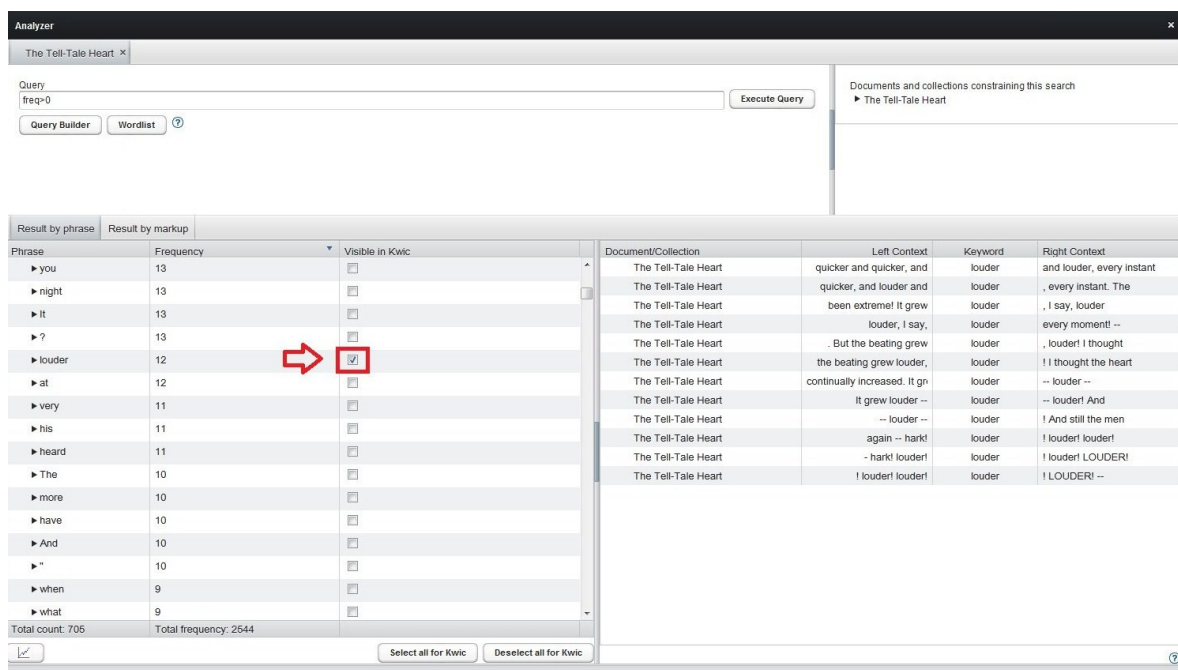 Analyzer ×
The Tell-Tale Heart ×
Query
freq>0
Execute Query
Query Builder Wordlist ?
Documents and collections constraining this search
▶ The Tell-Tale Heart
Result by phrase Result by markup
Phrase Frequency ▼ Visible in Kwic
▶ you 13
▶ night 13
▶ It 13
▶ ? 13
▶ louder 12
▶ at 12
▶ very 11
▶ his 11
▶ heard 11
▶ The 10
▶ more 10
▶ have 10
▶ And 10
▶ " 10
▶ when 9
▶ what 9
Total count: 705 Total frequency: 2544
Select all for Kwic Deselect all for Kwic
Document/Collection Left Context Keyword Right Context
The Tell-Tale Heart quicker and quicker, and louder and louder, every instant
The Tell-Tale Heart quicker, and louder and louder , every instant. The
The Tell-Tale Heart been extreme! It grew louder , I say, louder
The Tell-Tale Heart louder, I say, louder every moment! --
The Tell-Tale Heart . But the beating grew louder , louder! I thought
The Tell-Tale Heart the beating grew louder, louder ! I thought the heart
The Tell-Tale Heart continually increased. It gr louder -- louder --
The Tell-Tale Heart It grew louder -- louder -- louder! And
The Tell-Tale Heart -- louder -- louder ! And still the men
The Tell-Tale Heart again -- hark! louder ! louder! louder!
The Tell-Tale Heart - hark! louder! louder ! louder! LOUDER!
The Tell-Tale Heart ! louder! louder! louder ! LOUDER! --
?